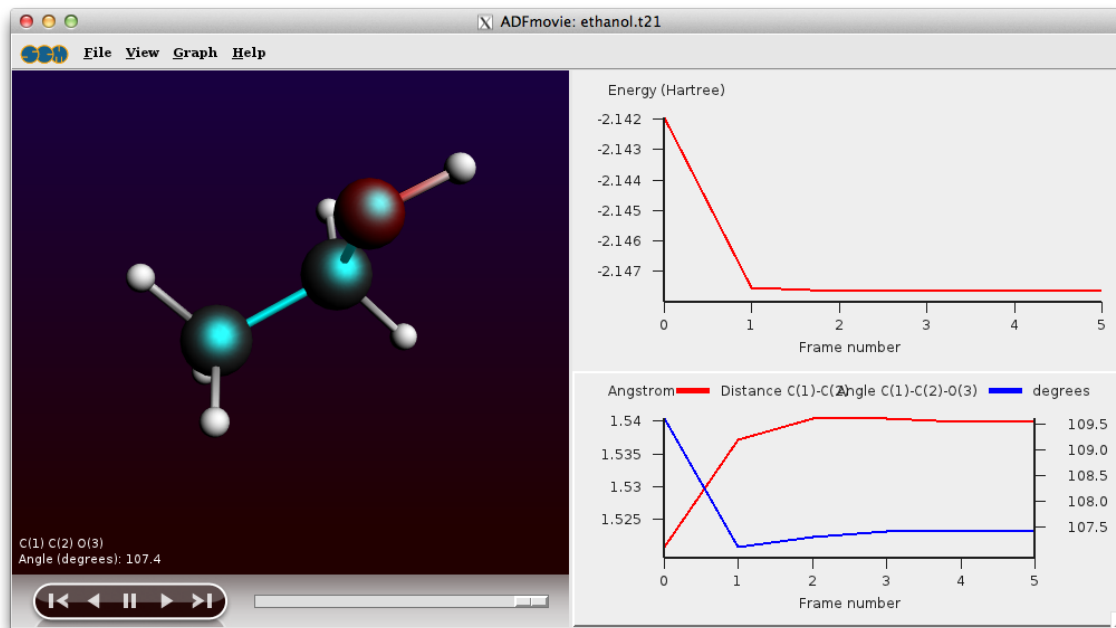 ADFmovie: ethanol.t21
SCM File View Graph Help
Energy (Hartree)
-2.142
-2.143
-2.144
-2.145
-2.146
-2.147
0 1 2 3 4 5
Frame number
Angstrom Distance C(1)-C(2) Angle C(1)-C(2)-O(3) degrees
1.54 109.5
1.535 109.0
1.53 108.5
108.0
1.525 107.5
0 1 2 3 4 5
Frame number
C(1) C(2) O(3)
Angle (degrees): 107.4